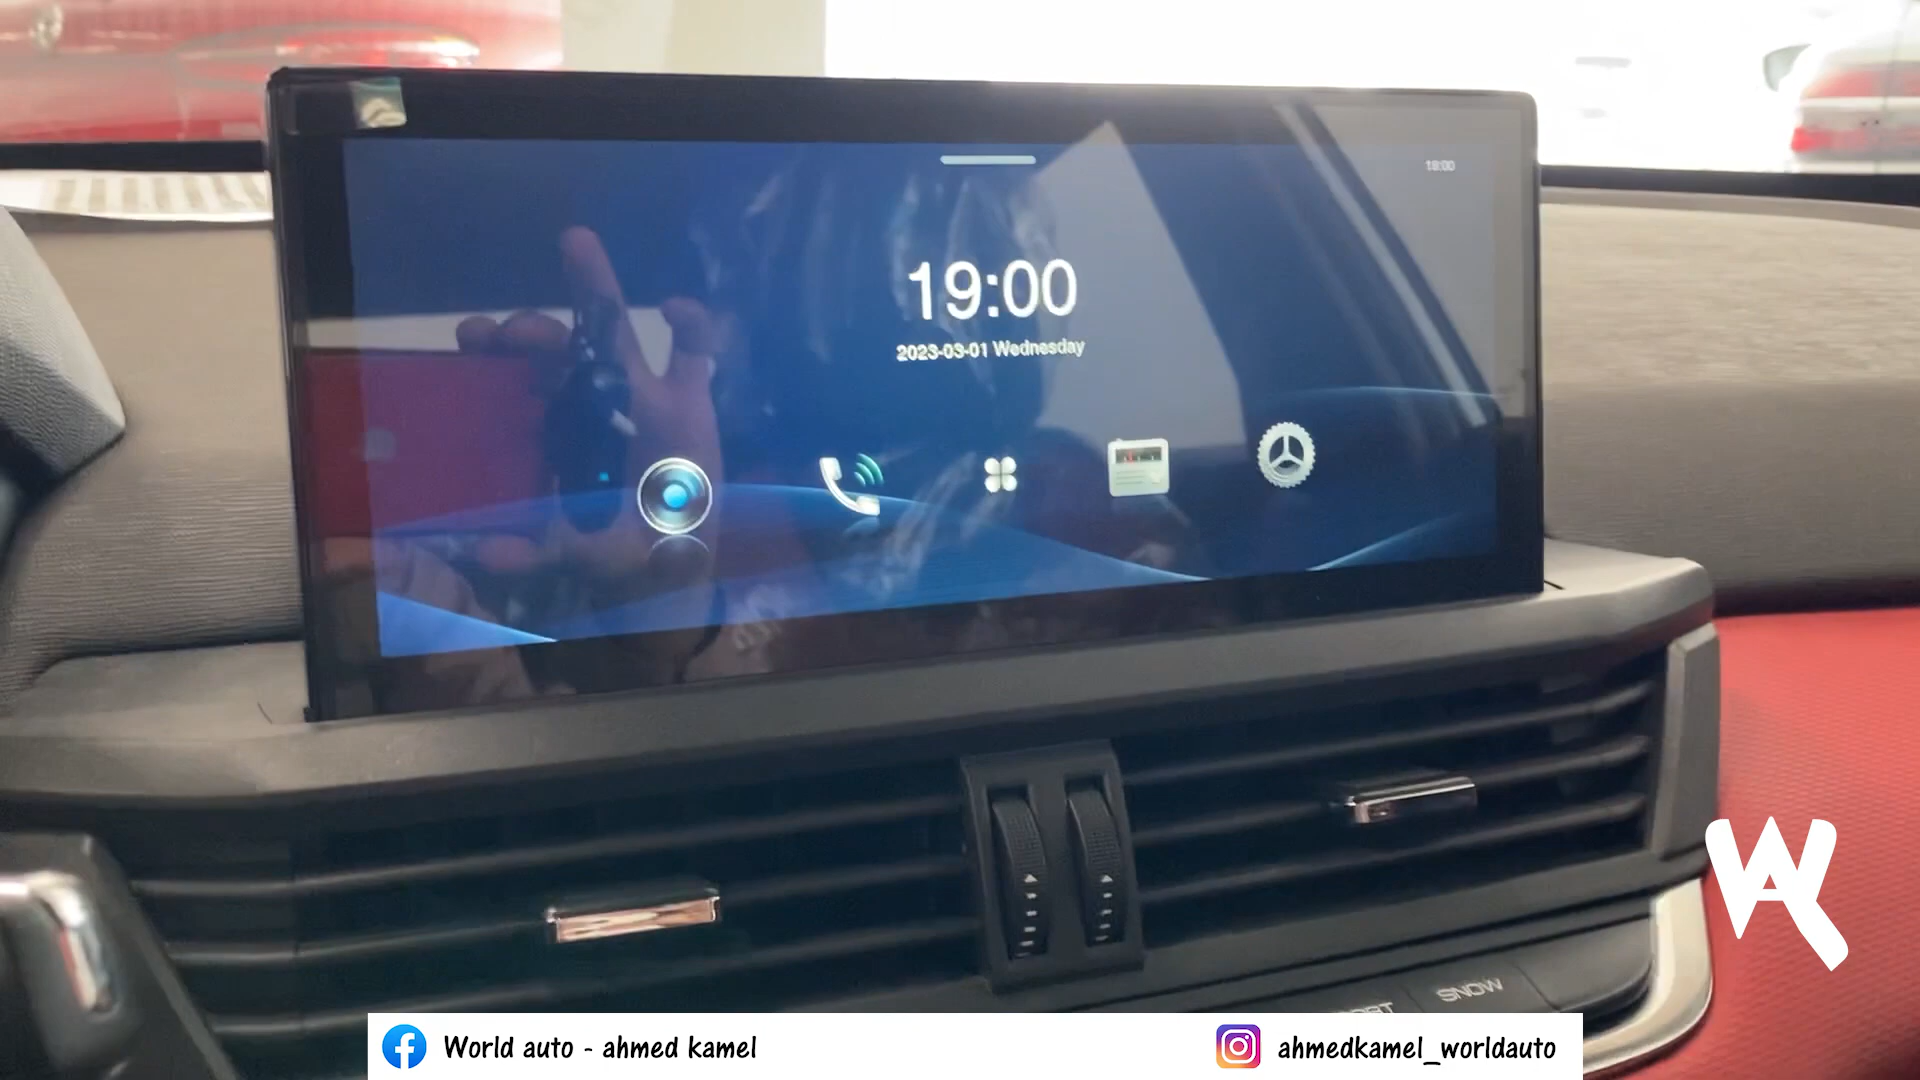 18:00
19:00
2023-03-01 Wednesday
SNOW
World auto - ahmed kamel
ahmedkamel_worldauto